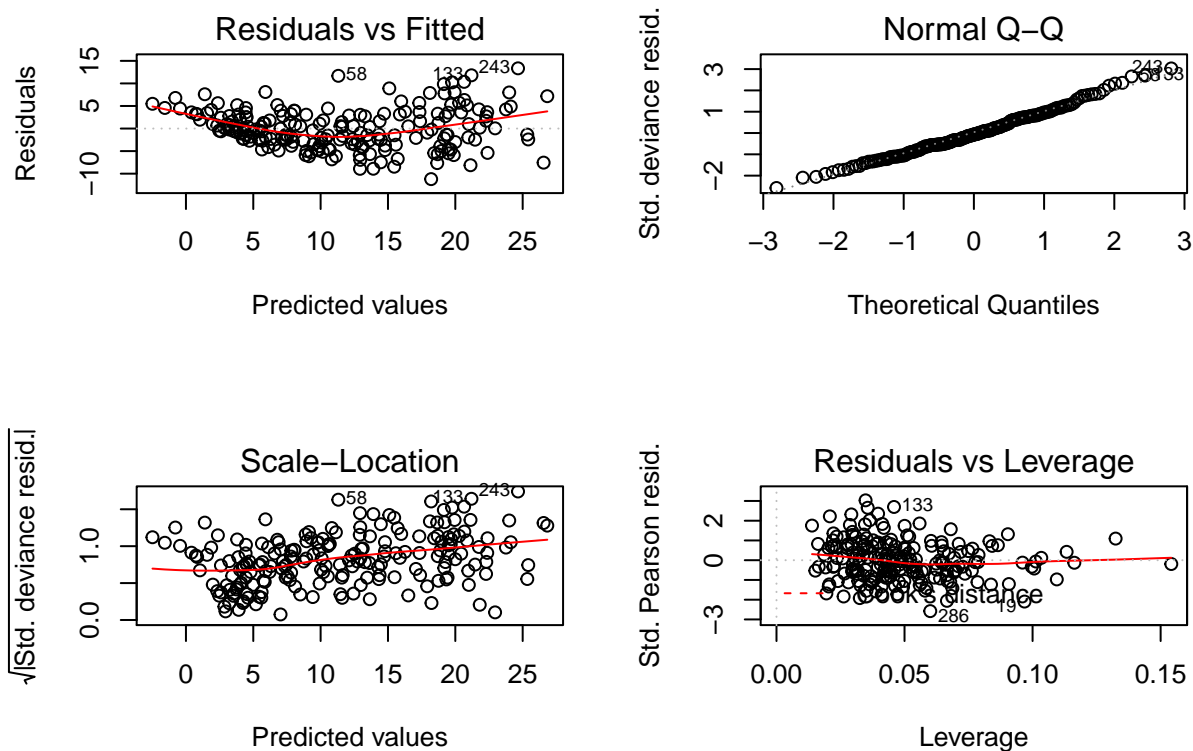 Residuals vs Fitted
Residuals
15
5
−10
58
133
243
0 5 10 15 20 25
Predicted values
Normal Q−Q
Std. deviance resid.
3
1
−2
243
58
133
−3 −2 −1 0 1 2 3
Theoretical Quantiles
Scale−Location
√|Std. deviance resid.|
1.0
0.0
58
133
243
0 5 10 15 20 25
Predicted values
Residuals vs Leverage
Std. Pearson resid.
2
0
−3
133
Cook's distance
19
286
0.00 0.05 0.10 0.15
Leverage